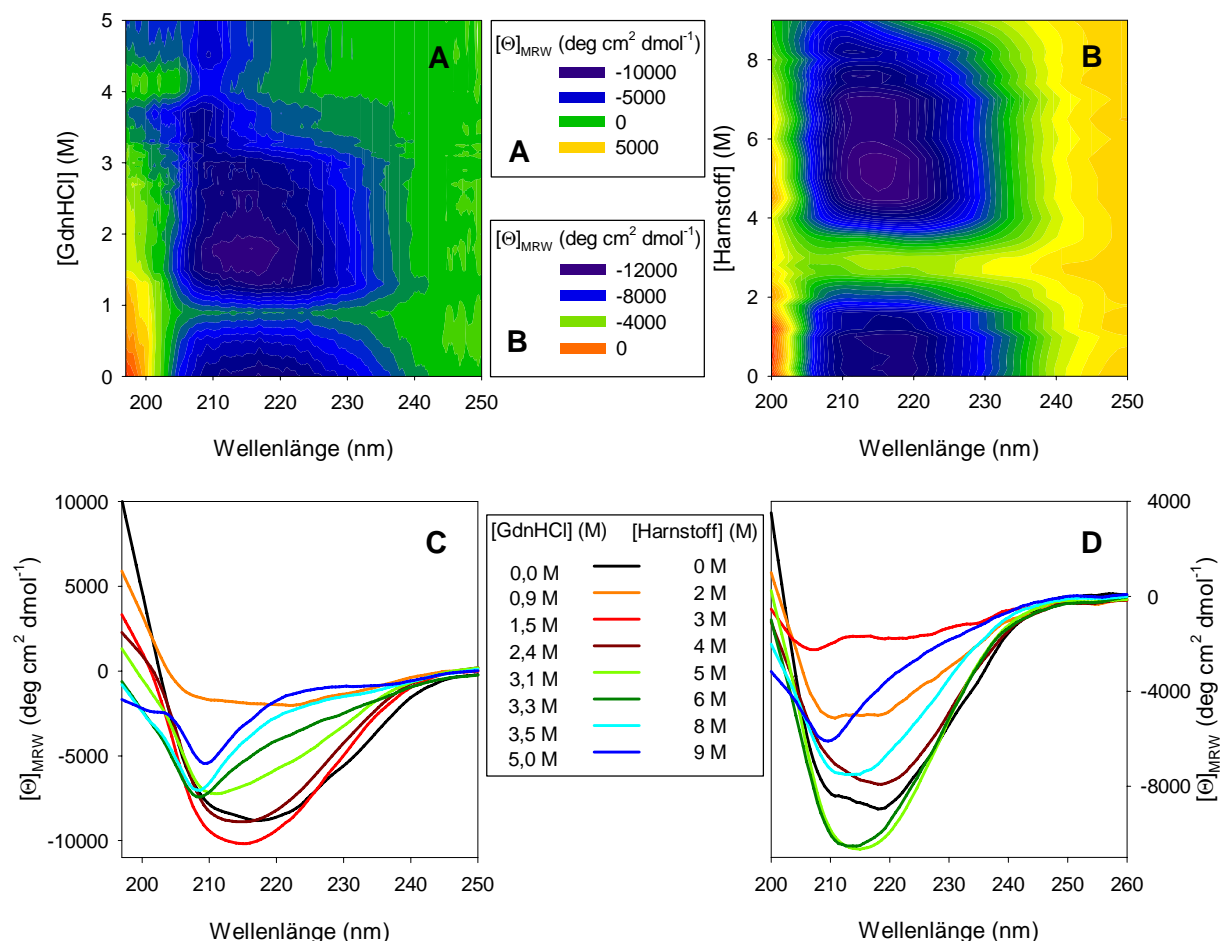 5
4
3
2
1
0
[GdnHCl] (M)
A
200 210 220 230 240 250
Wellenlänge (nm)
[Θ]MRW (deg cm² dmol⁻¹)
-10000
-5000
0
5000
A
[Θ]MRW (deg cm² dmol⁻¹)
-12000
-8000
-4000
0
B
8
6
4
2
0
[Harnstoff] (M)
B
200 210 220 230 240 250
Wellenlänge (nm)
10000
5000
0
-5000
-10000
[Θ]MRW (deg cm² dmol⁻¹)
C
200 210 220 230 240 250
Wellenlänge (nm)
[GdnHCl] (M) [Harnstoff] (M)
0,0 M 0 M
0,9 M 2 M
1,5 M 3 M
2,4 M 4 M
3,1 M 5 M
3,3 M 6 M
3,5 M 8 M
5,0 M 9 M
D
4000
0
-4000
-8000
[Θ]MRW (deg cm² dmol⁻¹)
200 210 220 230 240 250 260
Wellenlänge (nm)